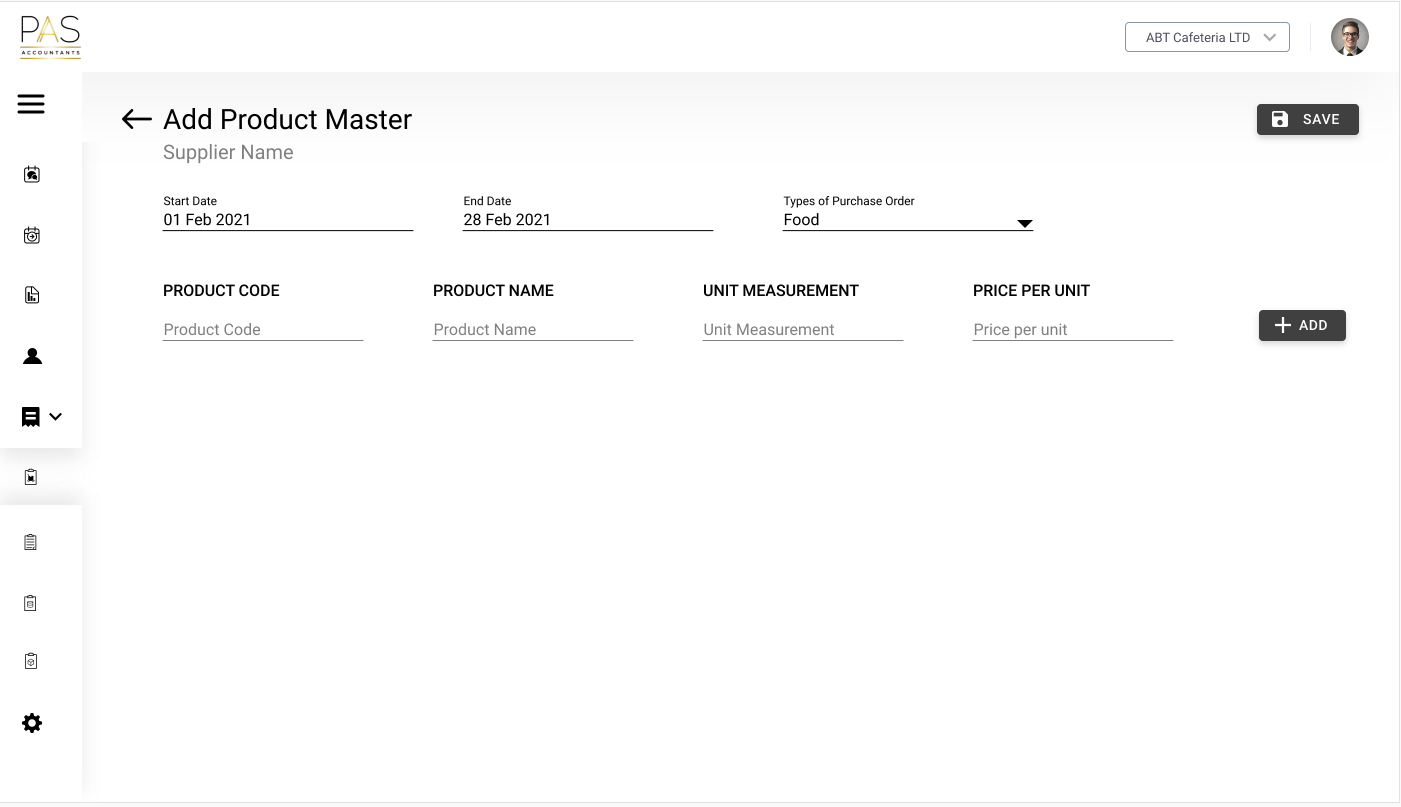 PAS
ACCOUNTANTS
ABT Cafeteria LTD
Add Product Master
SAVE
Supplier Name
Start Date
End Date
Types of Purchase Order
01 Feb 2021
28 Feb 2021
Food
PRODUCT CODE
PRODUCT NAME
UNIT MEASUREMENT
PRICE PER UNIT
Product Code
Product Name
Unit Measurement
Price per unit
ADD